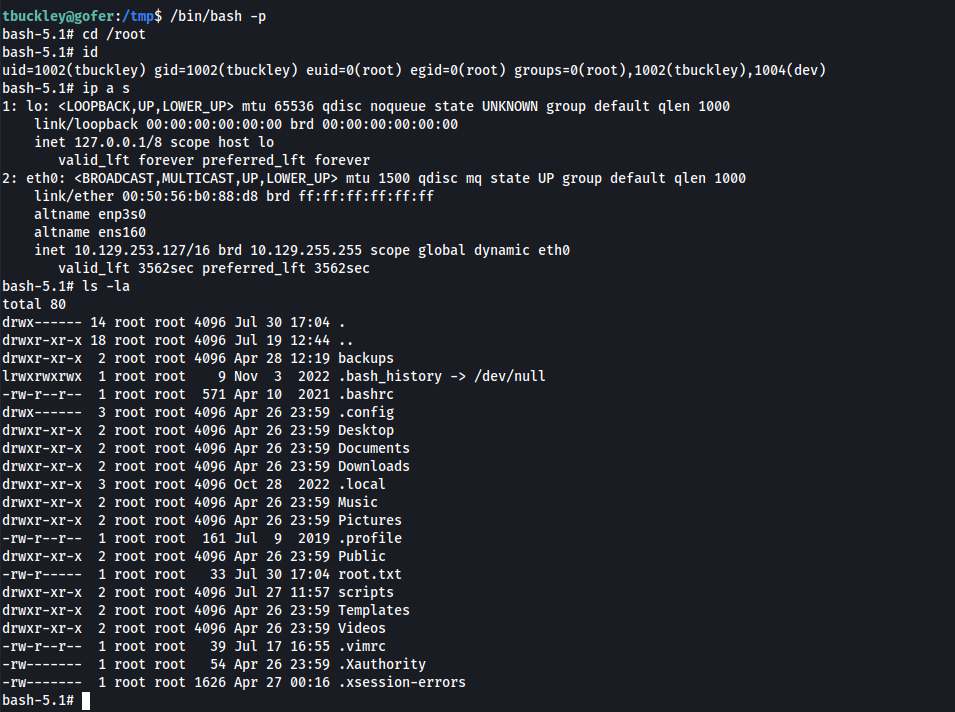 tbuckley@gofer:/tmp$ /bin/bash -p
bash-5.1# cd /root
bash-5.1# id
uid=1002(tbuckley) gid=1002(tbuckley) euid=0(root) egid=0(root) groups=0(root),1002(tbuckley),1004(dev)
bash-5.1# ip a s
1: lo: <LOOPBACK,UP,LOWER_UP> mtu 65536 qdisc noqueue state UNKNOWN group default qlen 1000
    link/loopback 00:00:00:00:00:00 brd 00:00:00:00:00:00
    inet 127.0.0.1/8 scope host lo
       valid_lft forever preferred_lft forever
2: eth0: <BROADCAST,MULTICAST,UP,LOWER_UP> mtu 1500 qdisc mq state UP group default qlen 1000
    link/ether 00:50:56:b0:88:d8 brd ff:ff:ff:ff:ff:ff
    altname enp3s0
    altname ens160
    inet 10.129.253.127/16 brd 10.129.255.255 scope global dynamic eth0
       valid_lft 3562sec preferred_lft 3562sec
bash-5.1# ls -la
total 80
drwx------ 14 root root 4096 Jul 30 17:04 .
drwxr-xr-x 18 root root 4096 Jul 19 12:44 ..
drwxr-xr-x  2 root root 4096 Apr 28 12:19 backups
lrwxrwxrwx  1 root root    9 Nov  3  2022 .bash_history -> /dev/null
-rw-r--r--  1 root root  571 Apr 10  2021 .bashrc
drwx------  3 root root 4096 Apr 26 23:59 .config
drwxr-xr-x  2 root root 4096 Apr 26 23:59 Desktop
drwxr-xr-x  2 root root 4096 Apr 26 23:59 Documents
drwxr-xr-x  2 root root 4096 Apr 26 23:59 Downloads
drwxr-xr-x  3 root root 4096 Oct 28  2022 .local
drwxr-xr-x  2 root root 4096 Apr 26 23:59 Music
drwxr-xr-x  2 root root 4096 Apr 26 23:59 Pictures
-rw-r--r--  1 root root  161 Jul  9  2019 .profile
drwxr-xr-x  2 root root 4096 Apr 26 23:59 Public
-rw-r-----  1 root root   33 Jul 30 17:04 root.txt
drwxr-xr-x  2 root root 4096 Jul 27 11:57 scripts
drwxr-xr-x  2 root root 4096 Apr 26 23:59 Templates
drwxr-xr-x  2 root root 4096 Apr 26 23:59 Videos
-rw-r--r--  1 root root   39 Jul 17 16:55 .vimrc
-rw-------  1 root root   54 Apr 26 23:59 .Xauthority
-rw-------  1 root root 1626 Apr 27 00:16 .xsession-errors
bash-5.1#